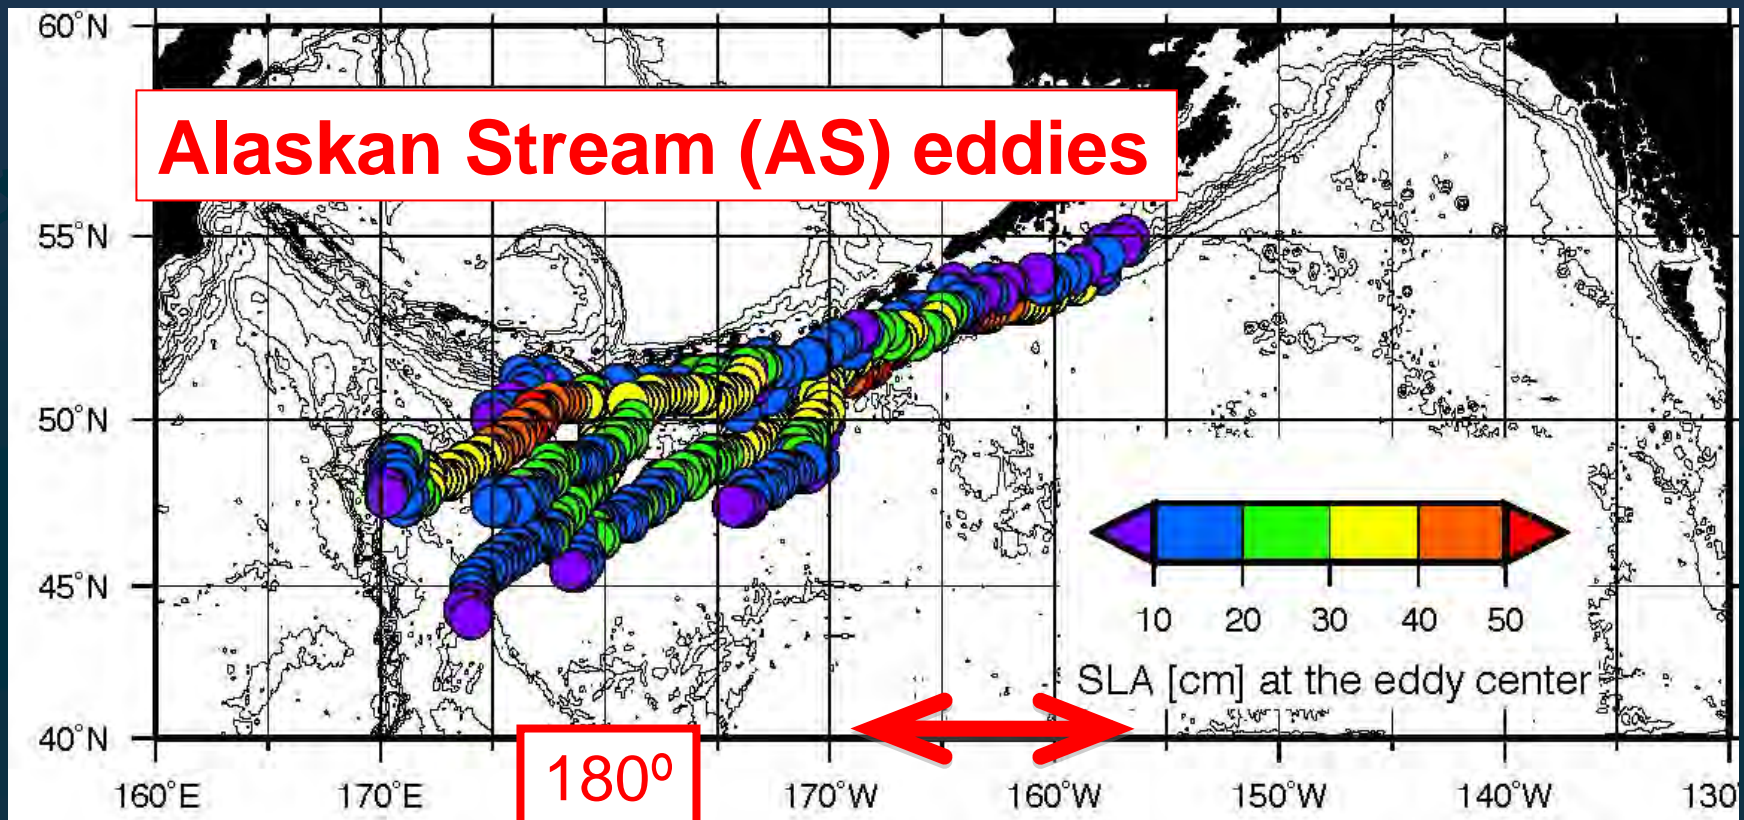 60°N
Alaskan Stream (AS) eddies
55°N
50°N
45°N
10 20 30 40 50
SLA [cm] at the eddy center
40°N
180º
160°E 170°E 170°W 160°W 150°W 140°W 130°